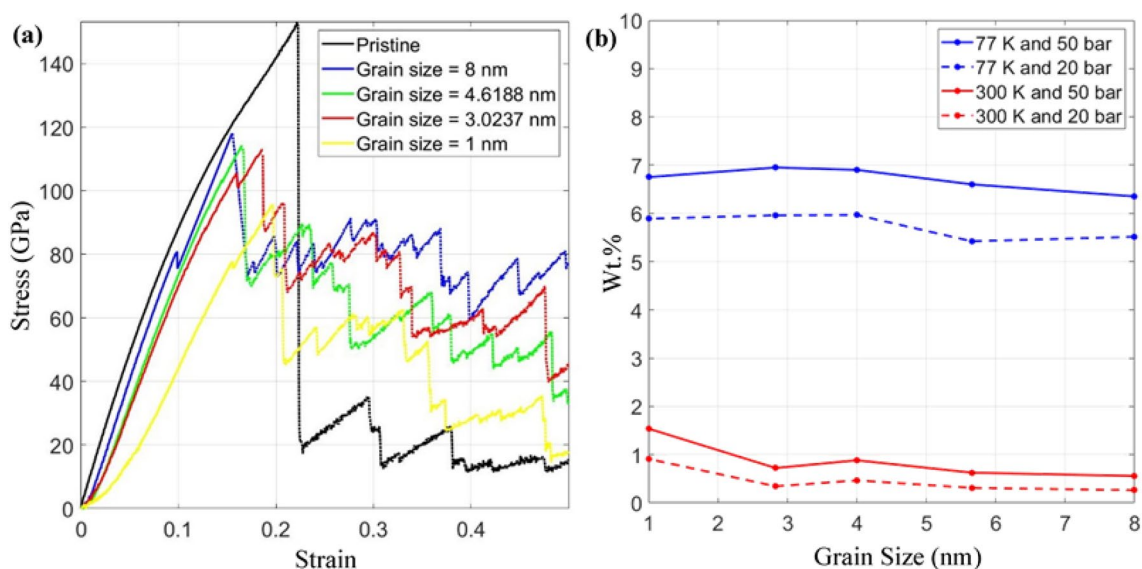 (a)
Pristine
Grain size = 8 nm
Grain size = 4.6188 nm
Grain size = 3.0237 nm
Grain size = 1 nm
Stress (GPa)
140
120
100
80
60
40
20
0
0 0.1 0.2 0.3 0.4
Strain
(b)
77 K and 50 bar
77 K and 20 bar
300 K and 50 bar
300 K and 20 bar
Wt.%
10
9
8
7
6
5
4
3
2
1
0
1 2 3 4 5 6 7 8
Grain Size (nm)